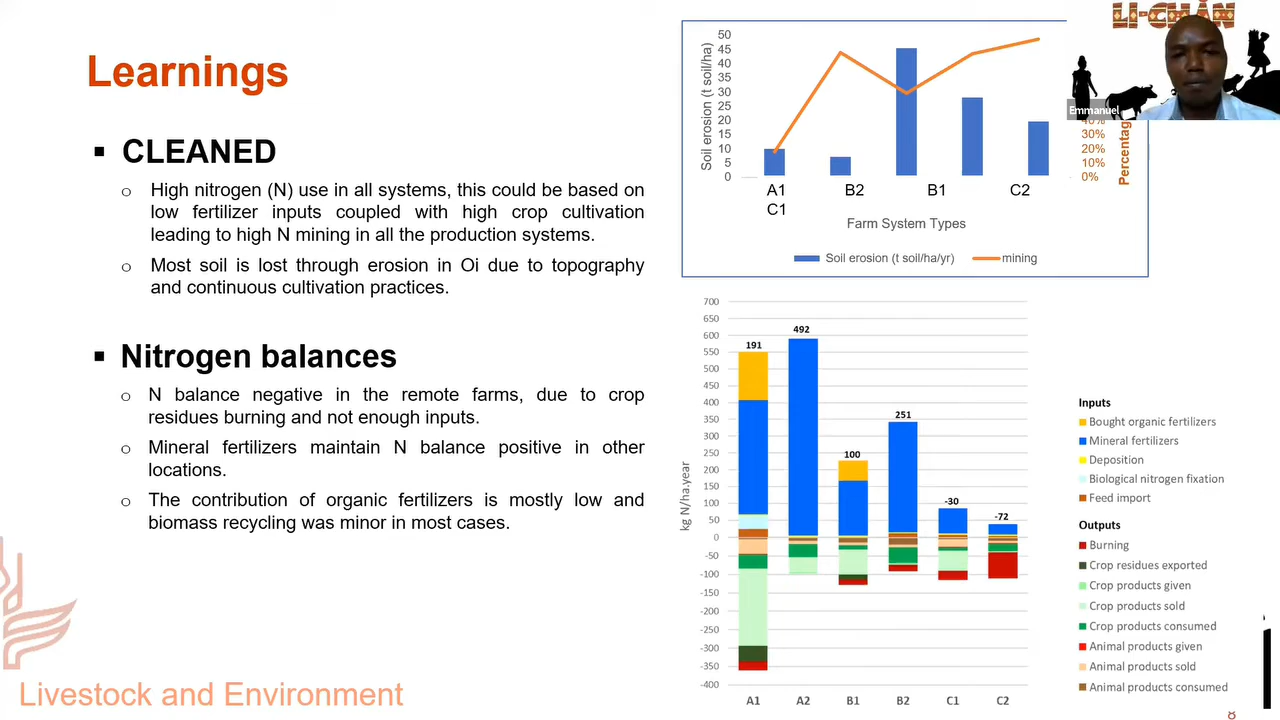 Learnings
▪ CLEANED
o High nitrogen (N) use in all systems, this could be based on
low fertilizer inputs coupled with high crop cultivation
leading to high N mining in all the production systems.
o Most soil is lost through erosion in Oi due to topography
and continuous cultivation practices.
▪ Nitrogen balances
o N balance negative in the remote farms, due to crop
residues burning and not enough inputs.
o Mineral fertilizers maintain N balance positive in other
locations.
o The contribution of organic fertilizers is mostly low and
biomass recycling was minor in most cases.
Livestock and Environment
Soil erosion (t soil/ha)
50
45
40
35
30
25
20
15
10
5
0
A1 B2 B1 C2
C1
Farm System Types
Soil erosion (t soil/ha/yr) mining
30%
20%
10%
0%
LI-CHĂN
Emmanuel
kg N/ha.year
700
650
600
550
500
450
400
350
300
250
200
150
100
50
0
-50
-100
-150
-200
-250
-300
-350
-400
191
492
100
251
-30
-72
A1 A2 B1 B2 C1 C2
Inputs
Bought organic fertilizers
Mineral fertilizers
Deposition
Biological nitrogen fixation
Feed import
Outputs
Burning
Crop residues exported
Crop products given
Crop products sold
Crop products consumed
Animal products given
Animal products sold
Animal products consumed
8